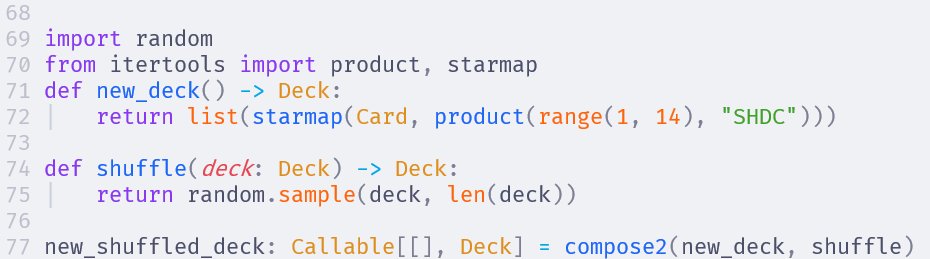 68
69 import random
70 from itertools import product, starmap
71 def new_deck() -> Deck:
72     return list(starmap(Card, product(range(1, 14), "SHDC")))
73
74 def shuffle(deck: Deck) -> Deck:
75     return random.sample(deck, len(deck))
76
77 new_shuffled_deck: Callable[[], Deck] = compose2(new_deck, shuffle)